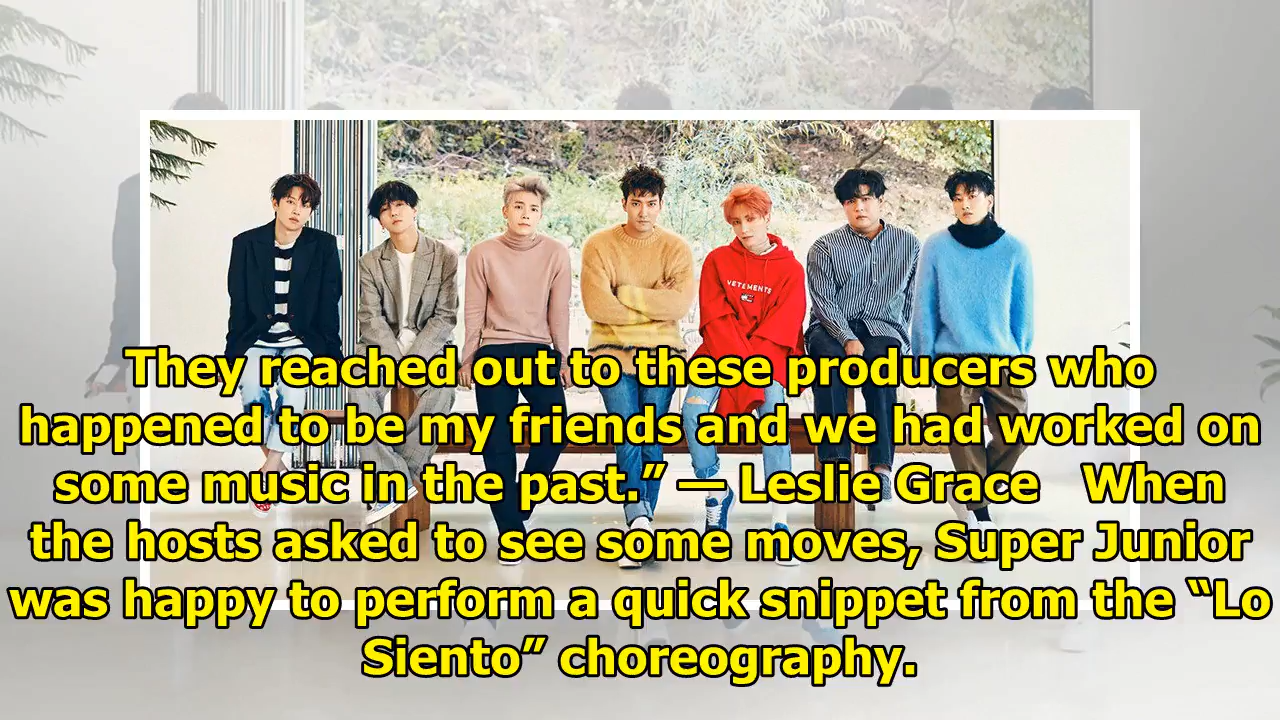 VETEMENTS
They reached out to these producers who
happened to be my friends and we had worked on
some music in the past.” — Leslie Grace   When
the hosts asked to see some moves, Super Junior
was happy to perform a quick snippet from the “Lo
Siento” choreography.